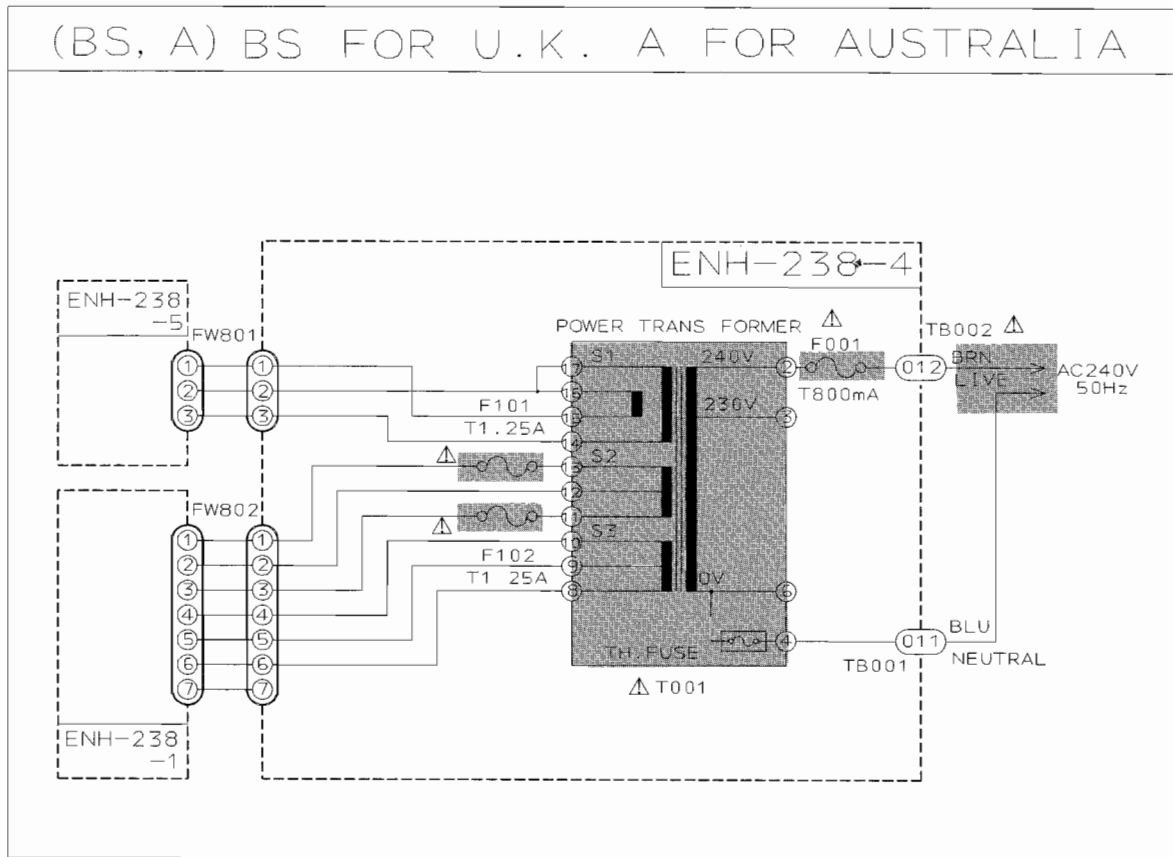 (BS, A) BS FOR U.K. A FOR AUSTRALIA
ENH-238-4
ENH-238
-5
FW801
1
2
3
1
2
3
POWER TRANS FORMER
F001
T800mA
TB002
012
BRN
LIVE
AC240V
50Hz
S1
240V
230V
17
16
15
14
2
3
F101
T1.25A
S2
13
12
11
S3
10
9
8
F102
T1 25A
0V
6
4
TH.FUSE
T001
TB001
011
BLU
NEUTRAL
FW802
1
2
3
4
5
6
7
1
2
3
4
5
6
7
ENH-238
-1